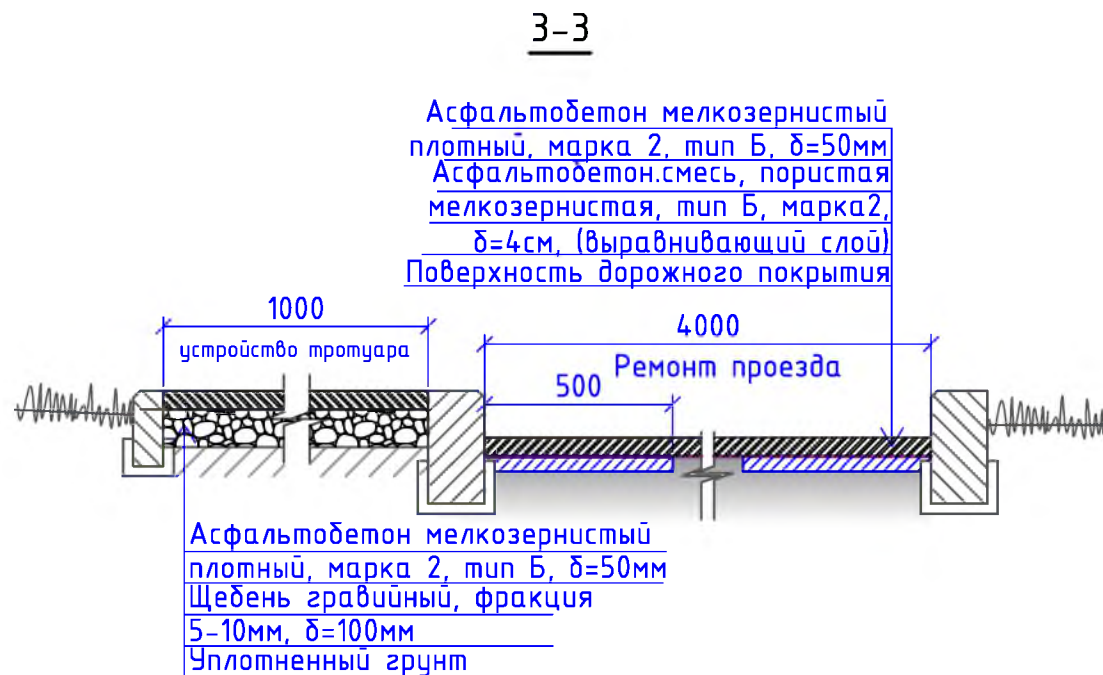 3-3
Асфальтобетон мелкозернистый
плотный, марка 2, тип Б, δ=50мм
Асфальтобетон.смесь, пористая
мелкозернистая, тип Б, марка2,
δ=4см, (выравнивающий слой)
Поверхность дорожного покрытия
1000
устройство тротуара
4000
Ремонт проезда
500
Асфальтобетон мелкозернистый
плотный, марка 2, тип Б, δ=50мм
Щебень гравийный, фракция
5-10мм, δ=100мм
Уплотненный грунт